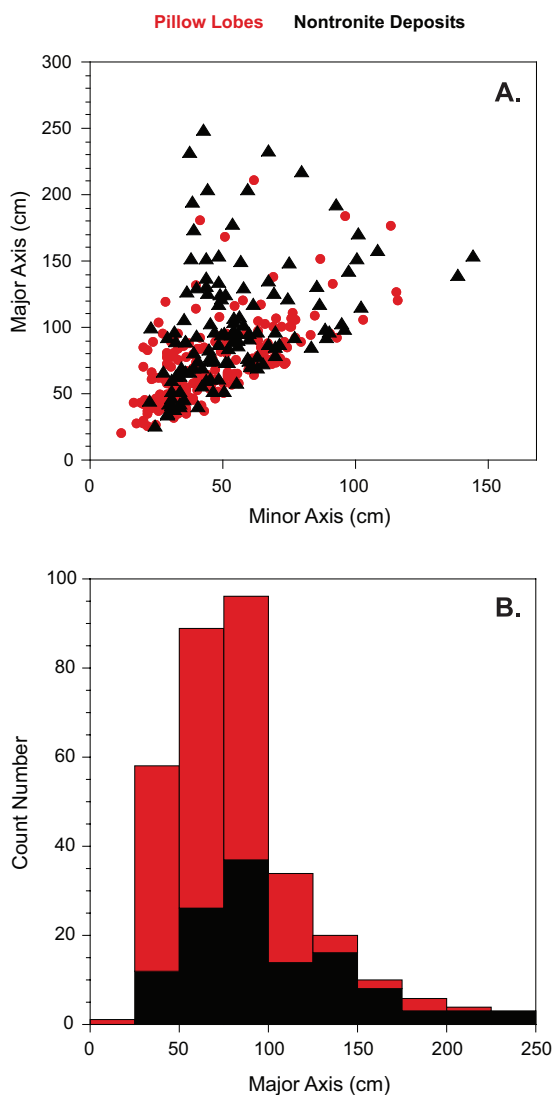 Pillow Lobes Nontronite Deposits
A.
300
250
200
150
100
50
0
Major Axis (cm)
0 50 100 150
Minor Axis (cm)
B.
100
80
60
40
20
0
Count Number
0 50 100 150 200 250
Major Axis (cm)